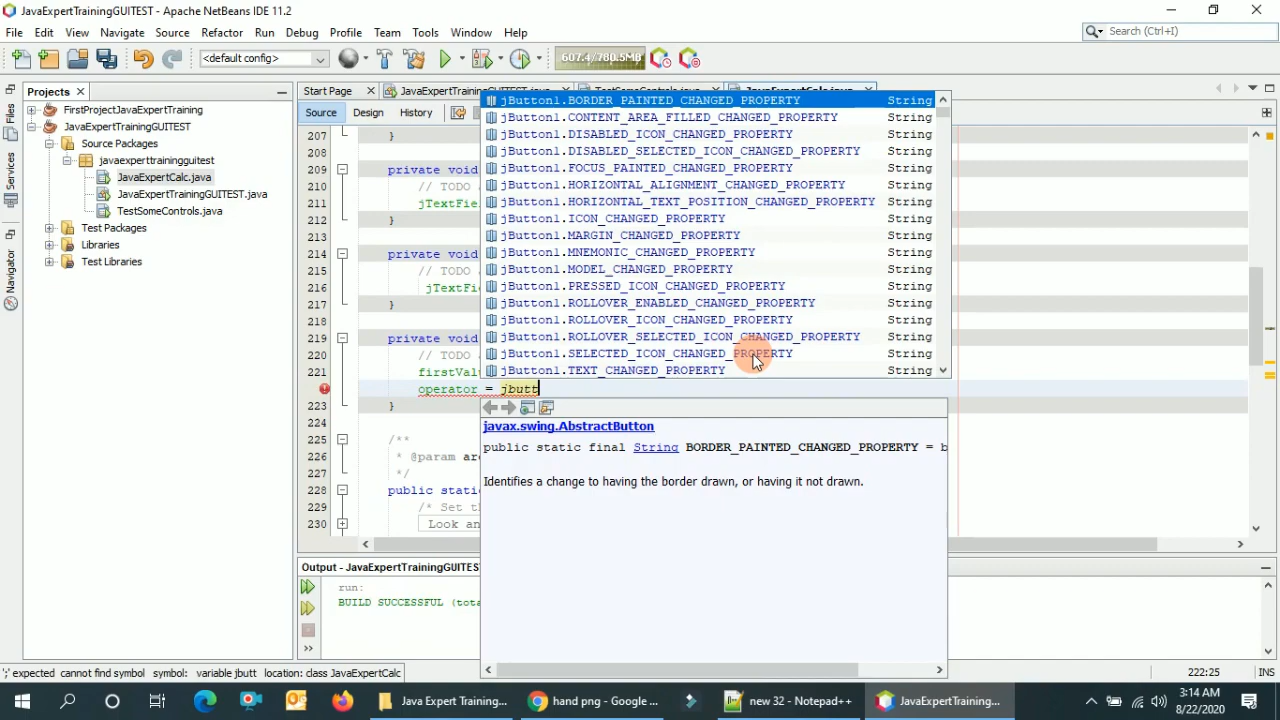 JavaExpertTrainingGUITEST - Apache NetBeans IDE 11.2
File Edit View Navigate Source Refactor Run Debug Profile Team Tools Window Help
Search (Ctrl+I)
<default config>
607.4/780.5MB
Projects
Start Page
FirstProjectJavaExpertTraining
JavaExpertTrainingGUITEST
Source Packages
javaexperttrainingguitest
JavaExpertCalc.java
JavaExpertTrainingGUITEST.java
TestSomeControls.java
Test Packages
Libraries
Test Libraries
Files
Services
Navigator
Source Design History
207 }
208
209 private void
210 // TODO
211 jTextFie
212 }
213
214 private void
215 // TODO
216 jTextFie
217 }
218
219 private void
220 // TODO
221 firstValu
operator = jbutt
223 }
224
225 /**
226 * @param ar
227 */
228 public stati
229 /* Set th
230 Look an
jButton1.BORDER_PAINTED_CHANGED_PROPERTY String
jButton1.CONTENT_AREA_FILLED_CHANGED_PROPERTY String
jButton1.DISABLED_ICON_CHANGED_PROPERTY String
jButton1.DISABLED_SELECTED_ICON_CHANGED_PROPERTY String
jButton1.FOCUS_PAINTED_CHANGED_PROPERTY String
jButton1.HORIZONTAL_ALIGNMENT_CHANGED_PROPERTY String
jButton1.HORIZONTAL_TEXT_POSITION_CHANGED_PROPERTY String
jButton1.ICON_CHANGED_PROPERTY String
jButton1.MARGIN_CHANGED_PROPERTY String
jButton1.MNEMONIC_CHANGED_PROPERTY String
jButton1.MODEL_CHANGED_PROPERTY String
jButton1.PRESSED_ICON_CHANGED_PROPERTY String
jButton1.ROLLOVER_ENABLED_CHANGED_PROPERTY String
jButton1.ROLLOVER_ICON_CHANGED_PROPERTY String
jButton1.ROLLOVER_SELECTED_ICON_CHANGED_PROPERTY String
jButton1.SELECTED_ICON_CHANGED_PROPERTY String
jButton1.TEXT_CHANGED_PROPERTY String
javax.swing.AbstractButton
public static final String BORDER_PAINTED_CHANGED_PROPERTY = b
Identifies a change to having the border drawn, or having it not drawn.
Output - JavaExpertTrainingGUITES
run:
BUILD SUCCESSFUL (tota
';' expected cannot find symbol symbol: variable jbutt location: class JavaExpertCalc
222:25 INS
Java Expert Training...
hand png - Google ...
new 32 - Notepad++
JavaExpertTraining...
3:14 AM
8/22/2020